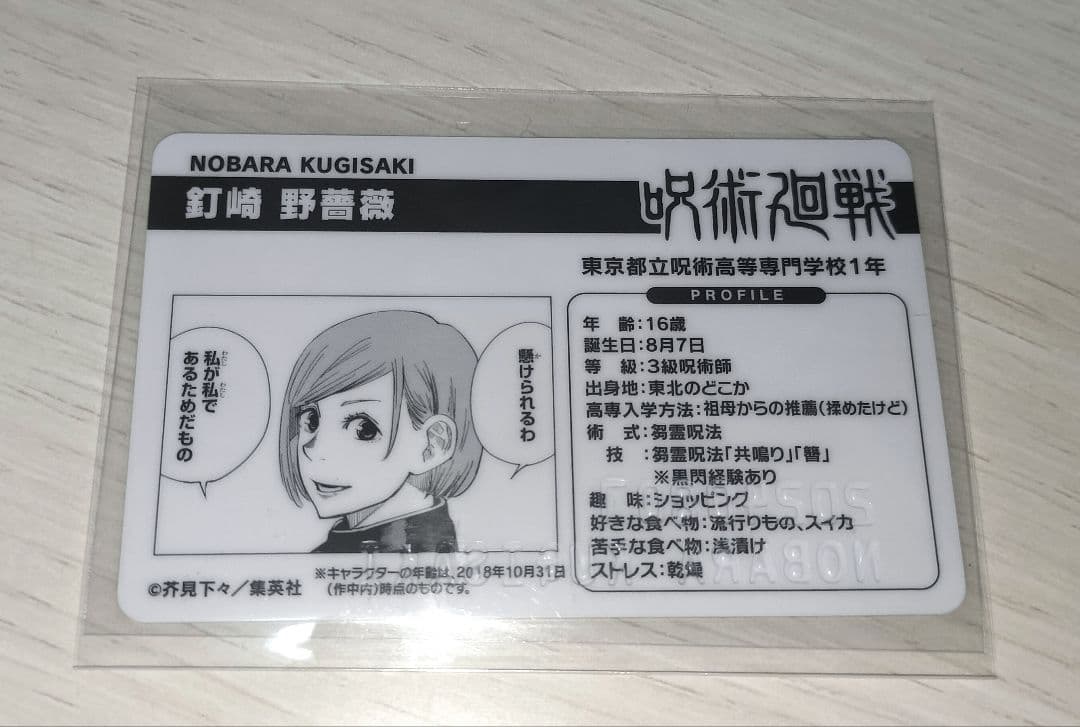 NOBARA KUGISAKI
釘崎 野薔薇
呪術廻戦
東京都立呪術高等専門学校1年
懸けられるわ
私が私で
あるためだもの
PROFILE
年 齢：16歳
誕生日：8月7日
等 級：3級呪術師
出身地：東北のどこか
高専入学方法：祖母からの推薦（揉めたけど）
術 式：芻霊呪法
技 ：芻霊呪法「共鳴り」「簪」
※黒閃経験あり
趣 味：ショッピング
好きな食べ物：流行りもの、スイカ
苦手な食べ物：浅漬け
ストレス：乾燥
※キャラクターの年齢は、2018年10月31日
（作中内）時点のものです。
©芥見下々／集英社